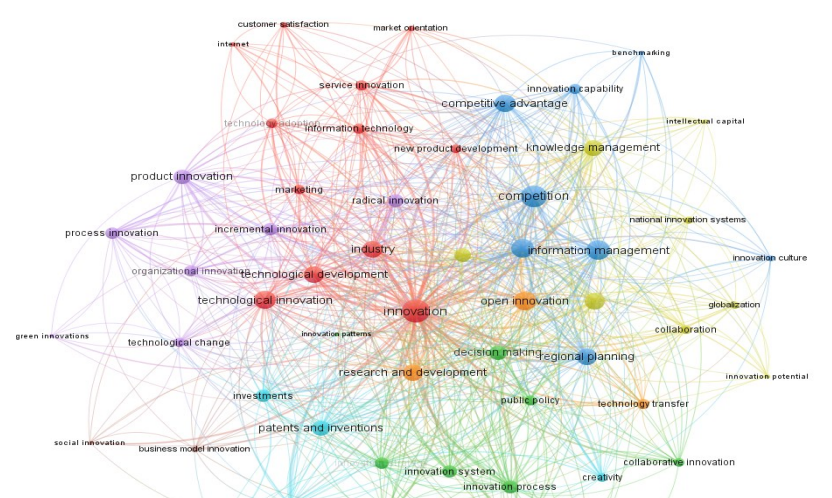 customer satisfaction
market orientation
internet
benchmarking
service innovation
innovation capability
competitive advantage
technology adoption
information technology
intellectual capital
new product development
knowledge management
product innovation
marketing
competition
radical innovation
national innovation systems
process innovation
incremental innovation
industry
information management
innovation culture
organizational innovation
technological development
technological innovation
open innovation
innovation
globalization
collaboration
green innovations
innovation patterns
technological change
decision making
regional planning
research and development
innovation potential
investments
public policy
technology transfer
patents and inventions
social innovation
business model innovation
collaborative innovation
innovation system
creativity
innovation process